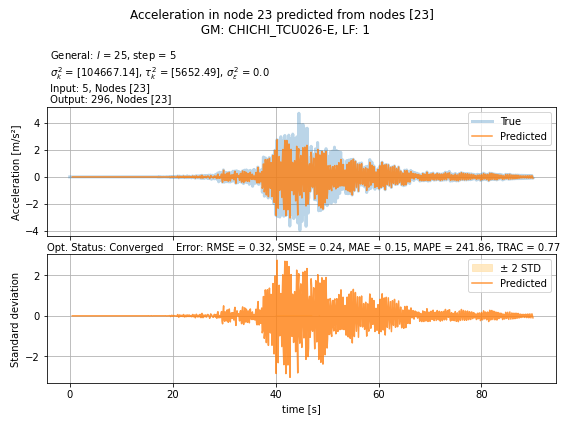 Acceleration in node 23 predicted from nodes [23]
GM: CHICHI_TCU026-E, LF: 1
General: l = 25, step = 5
σ²ₖ = [104667.14], τ²ₖ = [5652.49], σ²ₑ = 0.0
Input: 5, Nodes [23]
Output: 296, Nodes [23]
True
Predicted
Acceleration [m/s²]
4
2
0
−2
−4
Opt. Status: Converged Error: RMSE = 0.32, SMSE = 0.24, MAE = 0.15, MAPE = 241.86, TRAC = 0.77
± 2 STD
Predicted
Standard deviation
2
0
−2
0 20 40 60 80
time [s]